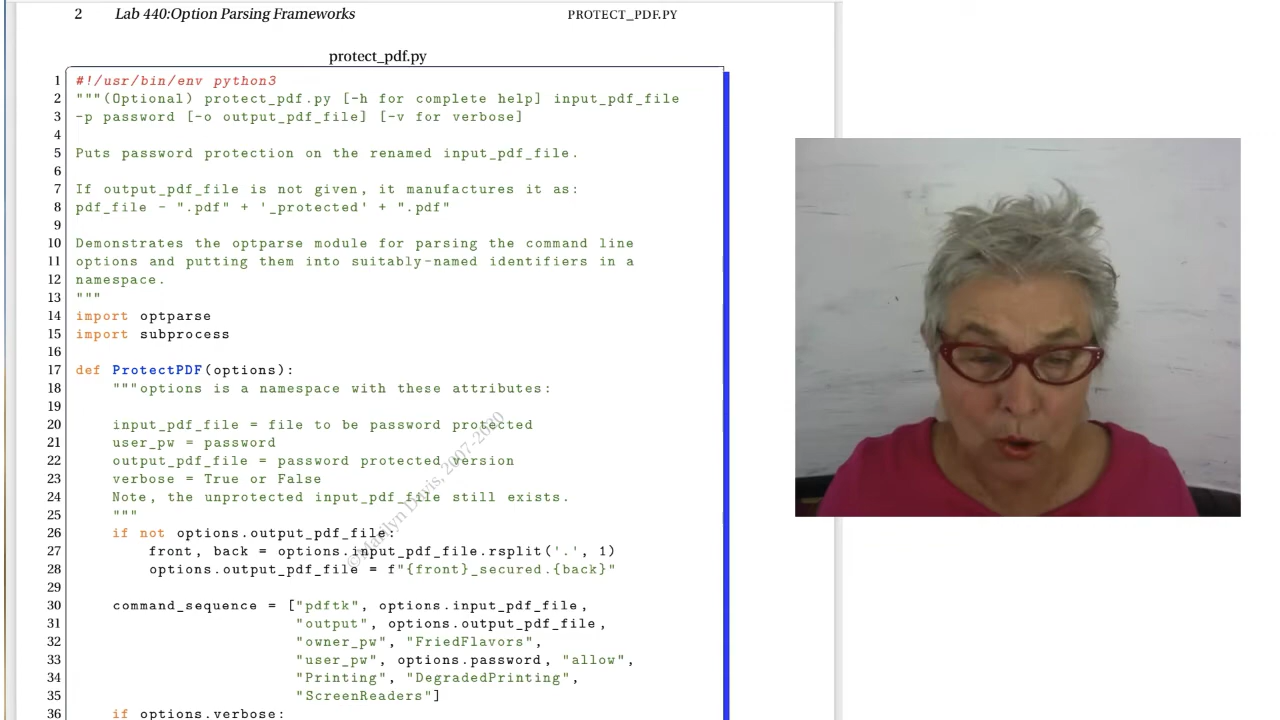 2 Lab 440:Option Parsing Frameworks PROTECT_PDF.PY
protect_pdf.py
1 #!/usr/bin/env python3
2 """(Optional) protect_pdf.py [-h for complete help] input_pdf_file
3 -p password [-o output_pdf_file] [-v for verbose]
4
5 Puts password protection on the renamed input_pdf_file.
6
7 If output_pdf_file is not given, it manufactures it as:
8 pdf_file - ".pdf" + '_protected' + ".pdf"
9
10 Demonstrates the optparse module for parsing the command line
11 options and putting them into suitably-named identifiers in a
12 namespace.
13 """
14 import optparse
15 import subprocess
16
17 def ProtectPDF(options):
18 """options is a namespace with these attributes:
19
20 input_pdf_file = file to be password protected
21 user_pw = password
22 output_pdf_file = password protected version
23 verbose = True or False
24 Note, the unprotected input_pdf_file still exists.
25 """
26 if not options.output_pdf_file:
27 front, back = options.input_pdf_file.rsplit('.', 1)
28 options.output_pdf_file = f"{front}_secured.{back}"
29
30 command_sequence = ["pdftk", options.input_pdf_file,
31 "output", options.output_pdf_file,
32 "owner_pw", "FriedFlavors",
33 "user_pw", options.password, "allow",
34 "Printing", "DegradedPrinting",
35 "ScreenReaders"]
36 if options.verbose:
©Marilyn Davis, 2007-2020